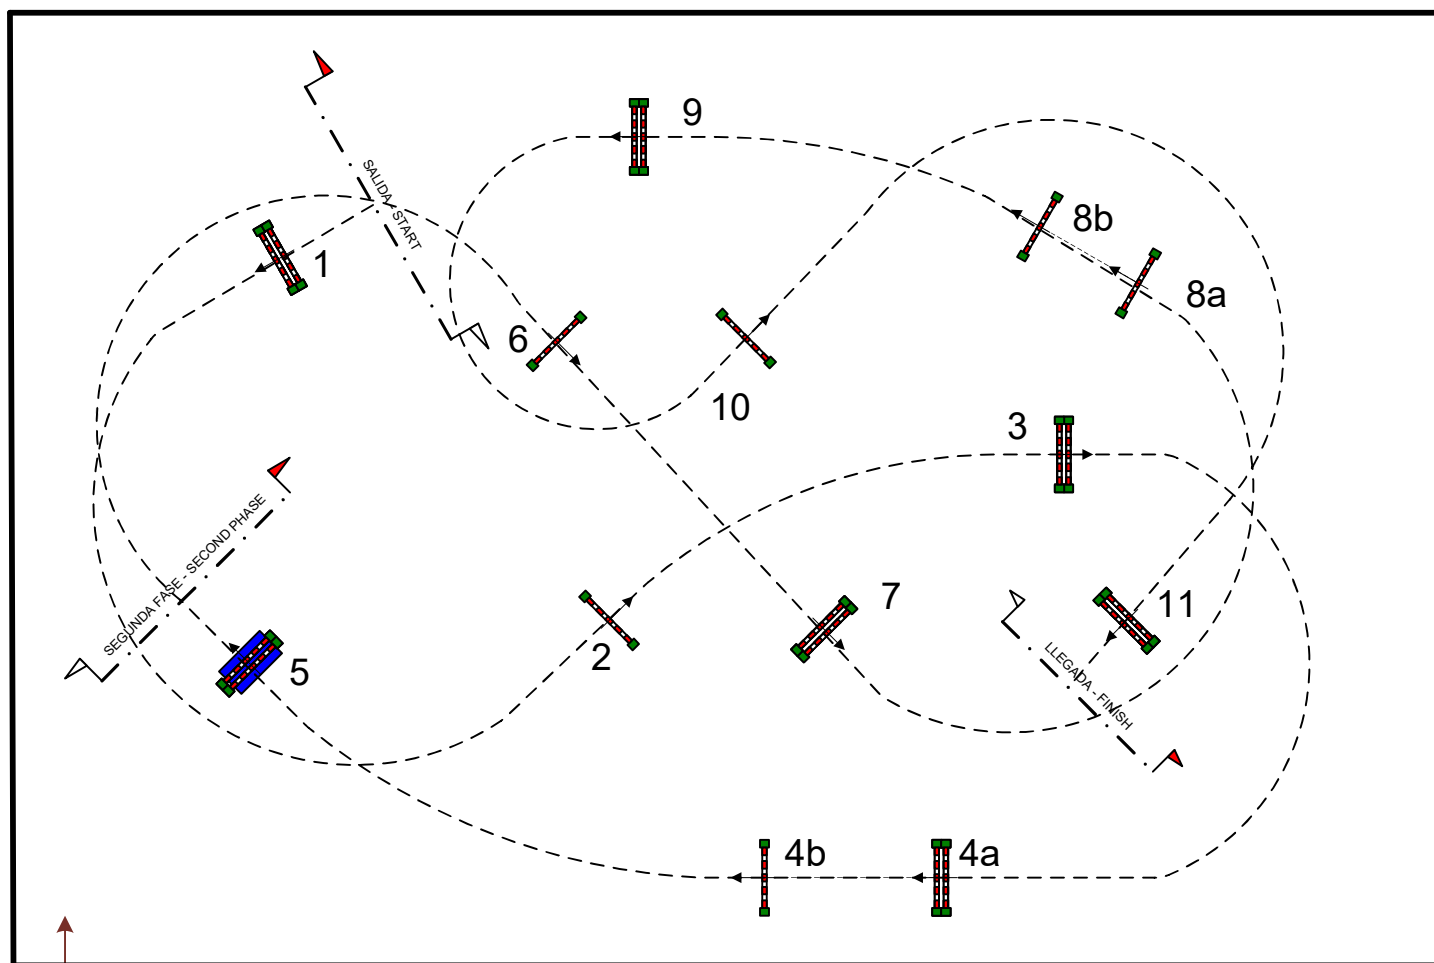 9
SALIDA - START
8b
1
8a
6
10
3
SEGUNDA FASE - SECOND PHASE
7
11
2
5
LLEGADA - FINISH
4b
4a